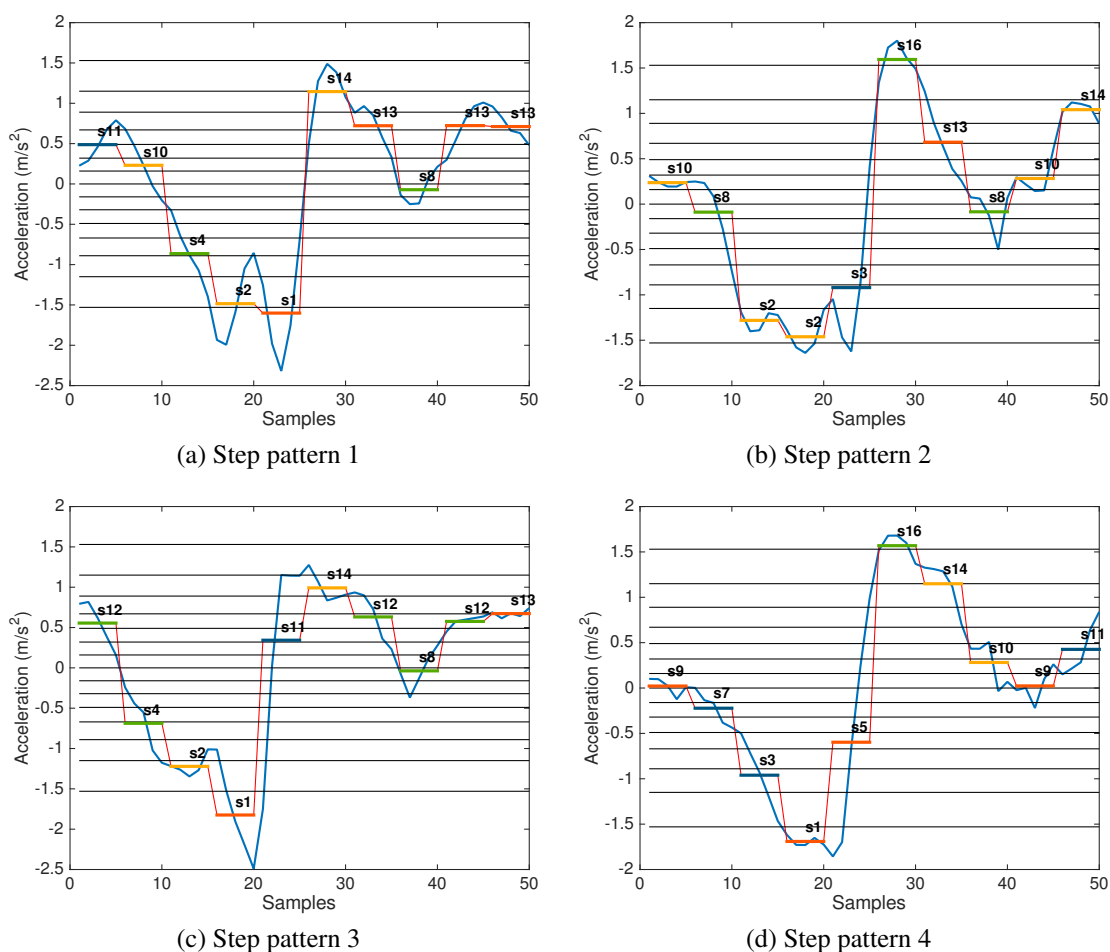 2
1.5
1
0.5
0
-0.5
-1
-1.5
-2
-2.5
Acceleration (m/s²)
s11
s10
s4
s2
s1
s14
s13
s8
s13
s13
0 10 20 30 40 50
Samples
(a) Step pattern 1
2
1.5
1
0.5
0
-0.5
-1
-1.5
-2
Acceleration (m/s²)
s10
s8
s2
s2
s3
s16
s13
s8
s10
s14
0 10 20 30 40 50
Samples
(b) Step pattern 2
2
1.5
1
0.5
0
-0.5
-1
-1.5
-2
-2.5
Acceleration (m/s²)
s12
s4
s2
s1
s11
s14
s12
s8
s12
s13
0 10 20 30 40 50
Samples
(c) Step pattern 3
2
1.5
1
0.5
0
-0.5
-1
-1.5
-2
Acceleration (m/s²)
s9
s7
s3
s1
s5
s16
s14
s10
s9
s11
0 10 20 30 40 50
Samples
(d) Step pattern 4